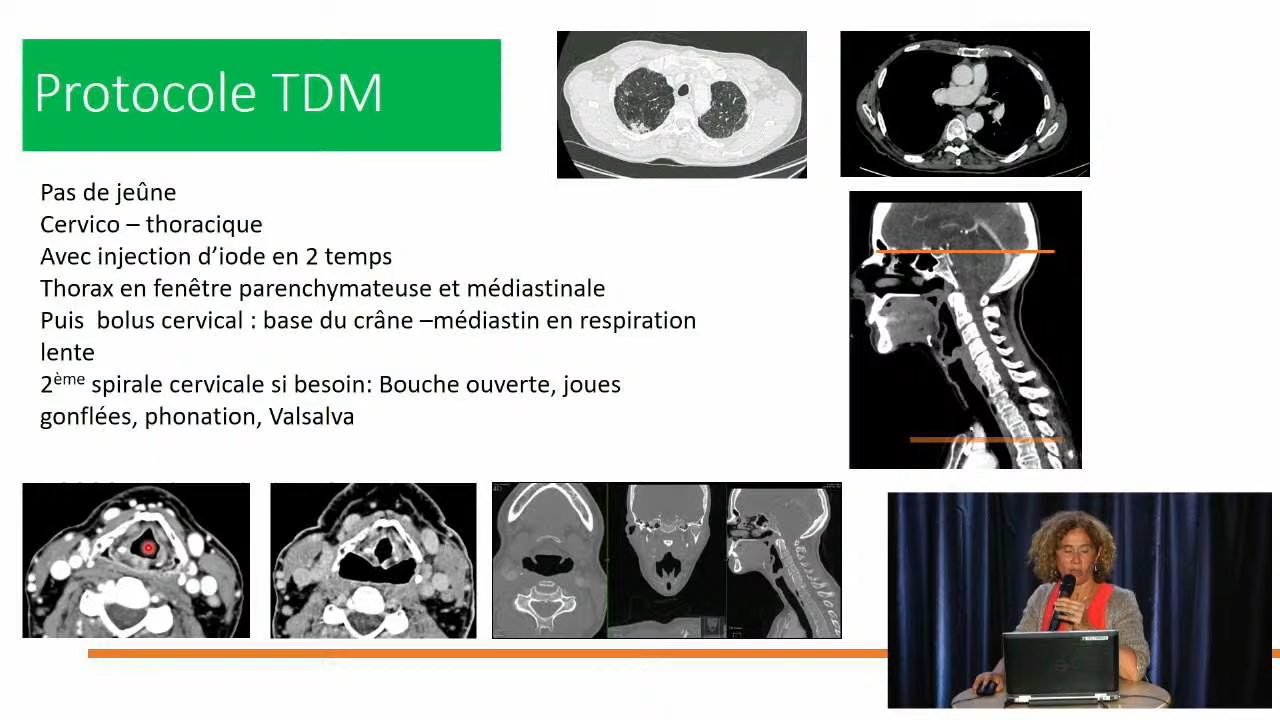 Protocole TDM
Pas de jeûne
Cervico – thoracique
Avec injection d’iode en 2 temps
Thorax en fenêtre parenchymateuse et médiastinale
Puis  bolus cervical : base du crâne –médiastin en respiration
lente
2ème spirale cervicale si besoin: Bouche ouverte, joues
gonflées, phonation, Valsalva